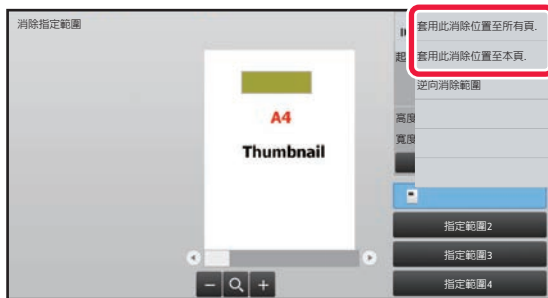 消除指定範圍
套用此消除位置至所有頁.
套用此消除位置至本頁.
逆向消除範圍
起
高度
寬度
A4
Thumbnail
指定範圍2
指定範圍3
指定範圍4